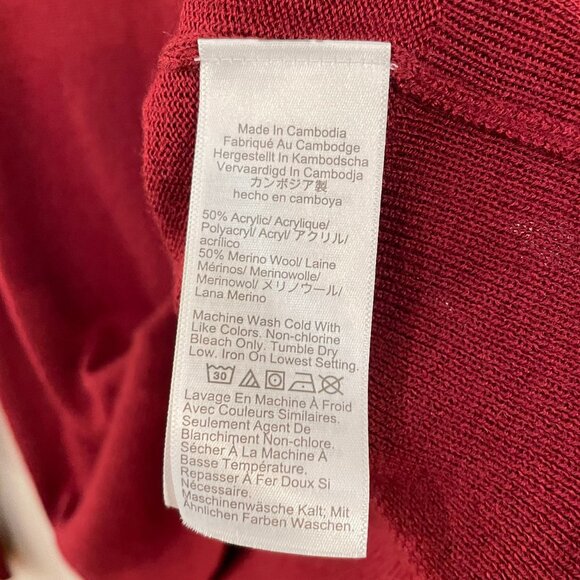 Made In Cambodia
Fabriqué Au Cambodge
Hergestellt In Kambodscha
Vervaardigd In Cambodja
カンボジア製
hecho en camboya
50% Acrylic/ Acrylique/
Polyacryl/ Acryl/ アクリル/
acrílico
50% Merino Wool/ Laine
Mérinos/ Merinowolle/
Merinowol/ メリノウール/
Lana Merino
Machine Wash Cold With
Like Colors. Non-chlorine
Bleach Only. Tumble Dry
Low. Iron On Lowest Setting.
30
Lavage En Machine À Froid
Avec Couleurs Similaires.
Seulement Agent De
Blanchiment Non-chlore.
Sécher À La Machine À
Basse Température.
Repasser À Fer Doux Si
Nécessaire.
Maschinenwäsche Kalt; Mit
Ähnlichen Farben Waschen.